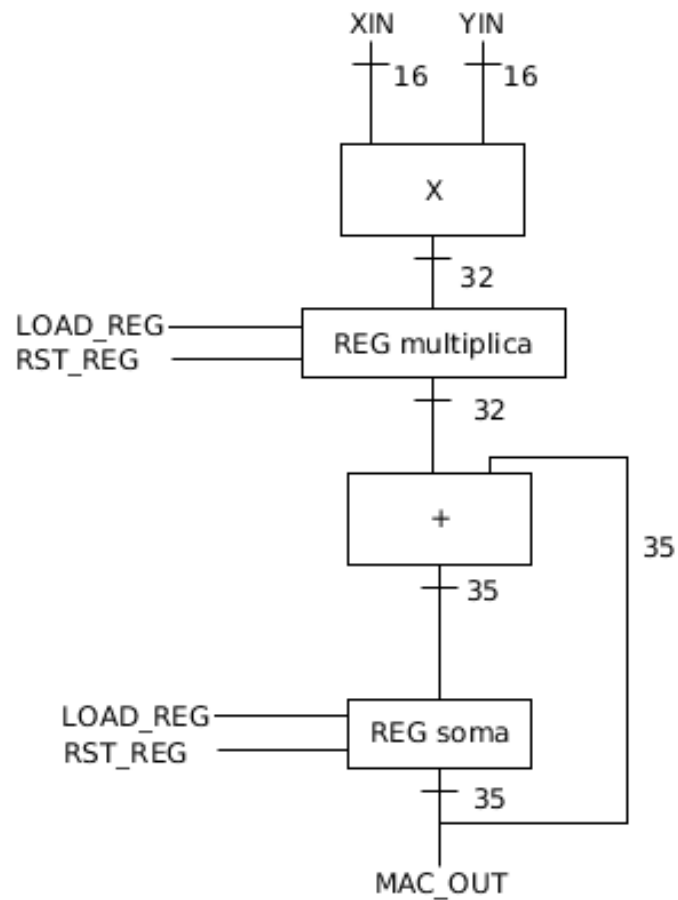 XIN YIN
16 16
X
32
LOAD_REG
REG multiplica
RST_REG
32
+
35
35
LOAD_REG
REG soma
RST_REG
35
MAC_OUT